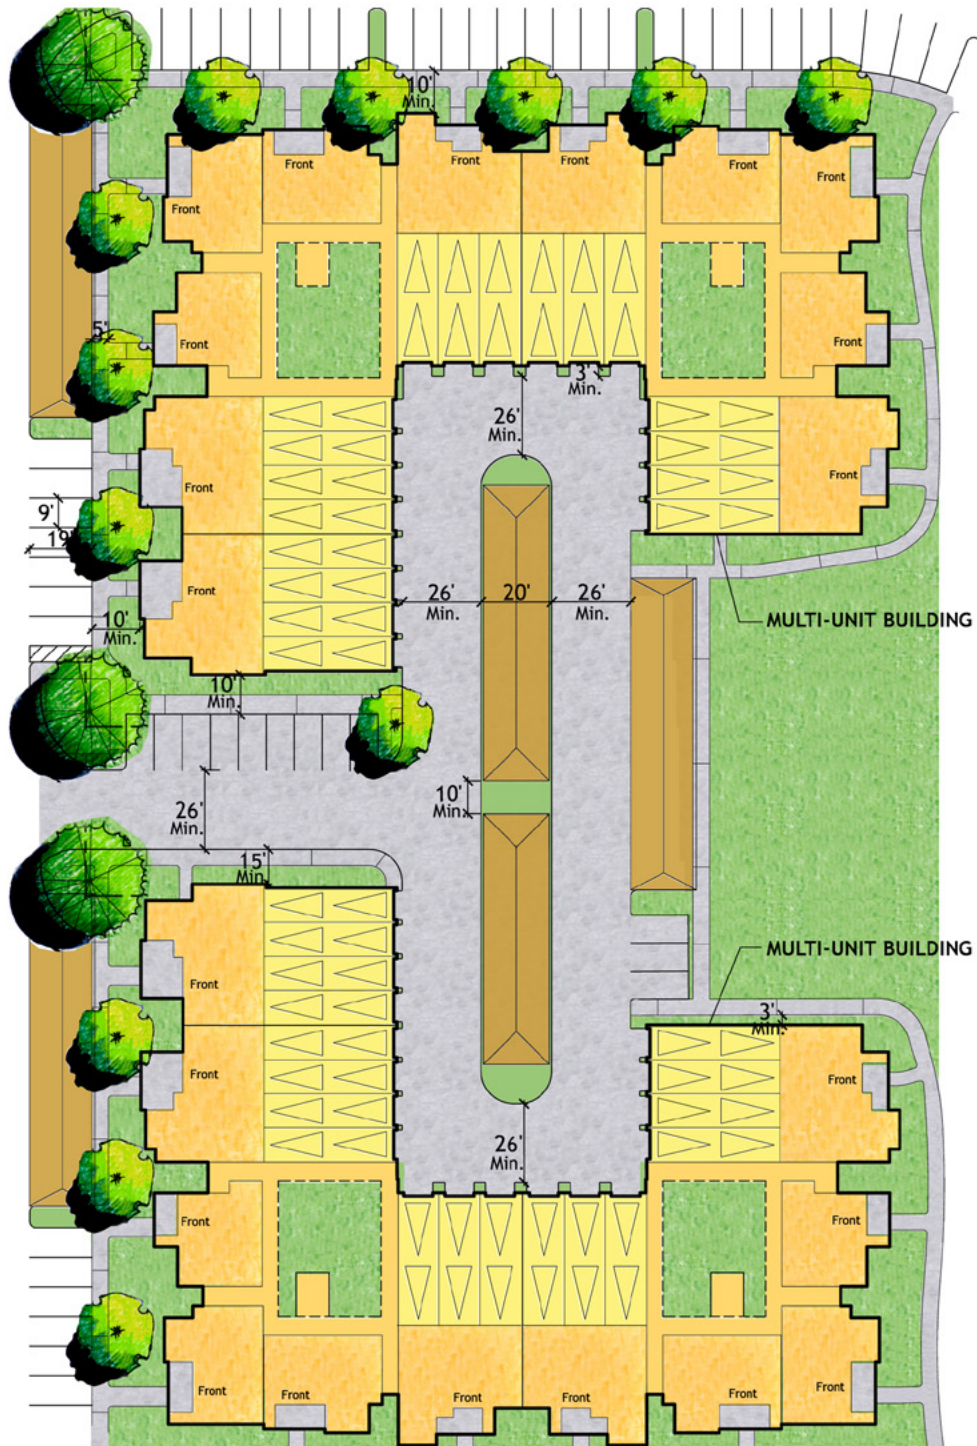 10'
Min.
Front
Front
Front
Front
Front
Front
Front
5'
Front
Front
3'
Min.
26'
Min.
Front
Front
9'
19'
Front
26'
Min.
20'
26'
Min.
10'
Min.
MULTI-UNIT BUILDING
10'
Min.
10'
Min.
26'
Min.
15'
Min.
MULTI-UNIT BUILDING
Front
3'
Min.
Front
Front
26'
Min.
Front
Front
Front
Front
Front
Front
Front
Front